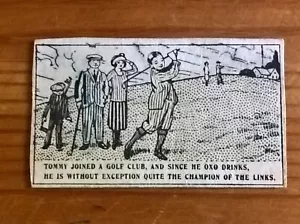 TOMMY JOINED A GOLF CLUB, AND SINCE HE OXO DRINKS,
HE IS WITHOUT EXCEPTION QUITE THE CHAMPION OF THE LINKS.